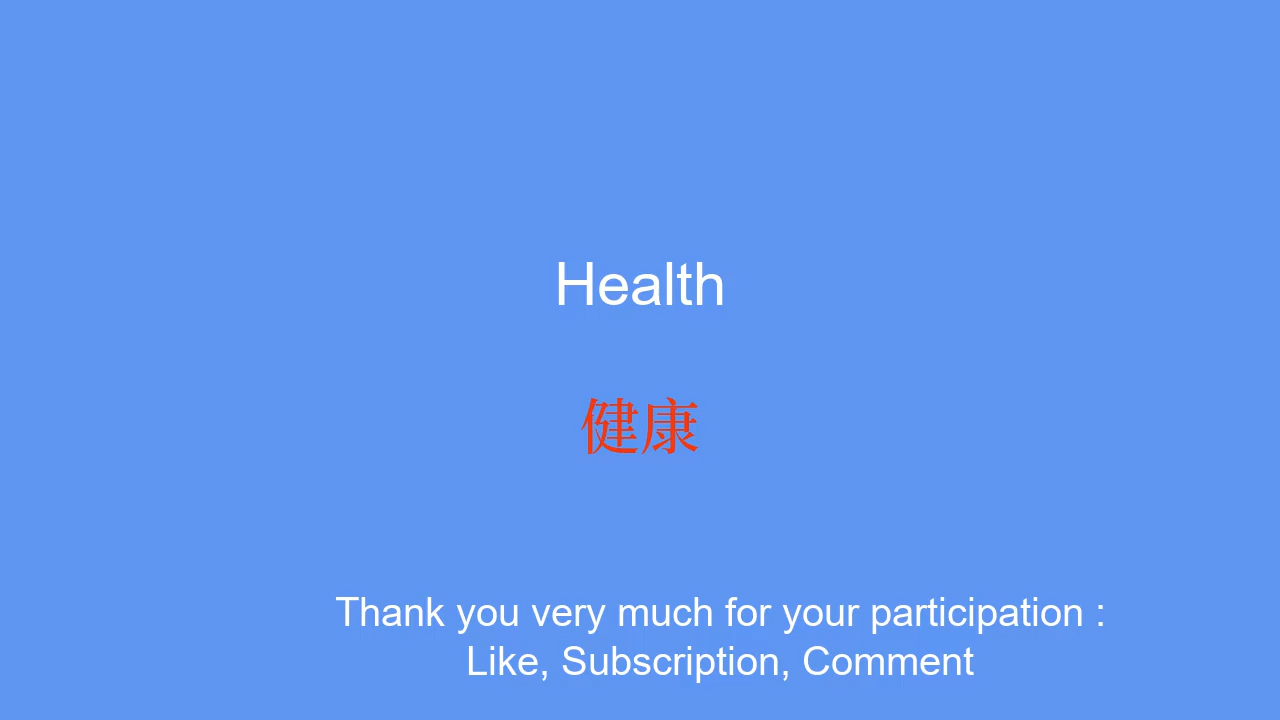 Health
健康
Thank you very much for your participation :
Like, Subscription, Comment